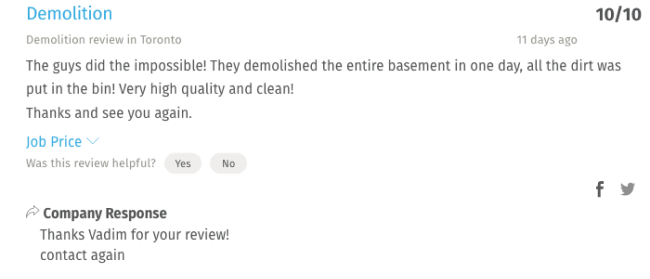 Demolition
10/10
Demolition review in Toronto
11 days ago
The guys did the impossible! They demolished the entire basement in one day, all the dirt was
put in the bin! Very high quality and clean!
Thanks and see you again.
Job Price
Was this review helpful? Yes No
Company Response
Thanks Vadim for your review!
contact again